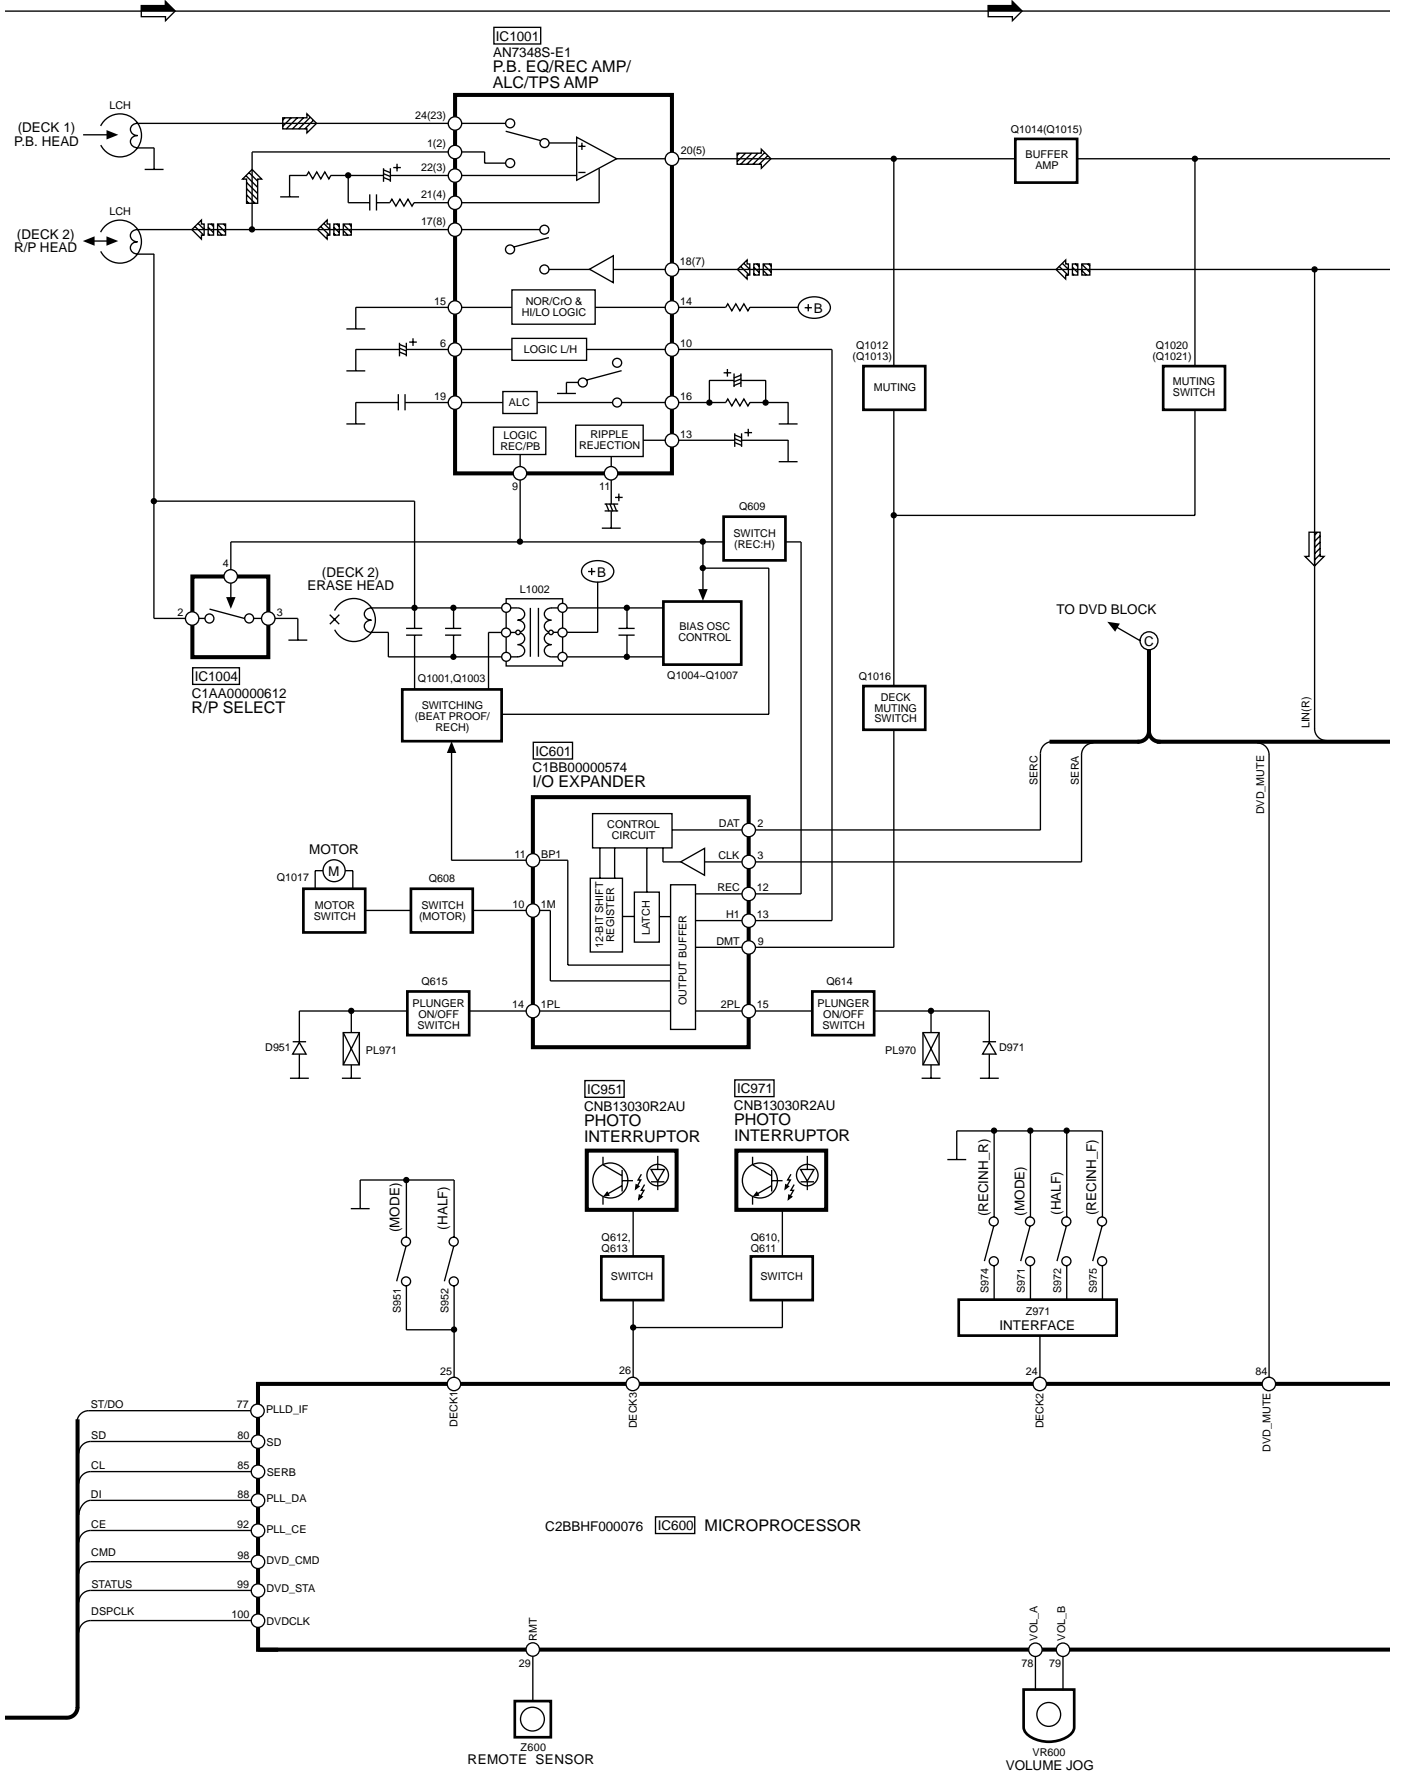 IC1001
AN7348S-E1
P.B. EQ/REC AMP/
ALC/TPS AMP
LCH
(DECK 1)
P.B. HEAD
24(23)
1(2)
22(3)
21(4)
17(8)
+
−
20(5)
Q1014(Q1015)
BUFFER
AMP
LCH
(DECK 2)
R/P HEAD
18(7)
15
NOR/CrO &
HI/LO LOGIC
14
+B
6
+
LOGIC L/H
10
19
ALC
16
+
LOGIC
REC/PB
RIPPLE
REJECTION
13
+
9
11
+
Q1012
(Q1013)
MUTING
Q1020
(Q1021)
MUTING
SWITCH
Q609
SWITCH
(REC:H)
4
2
3
IC1004
C1AA00000612
R/P SELECT
(DECK 2)
ERASE HEAD
L1002
+B
BIAS OSC
CONTROL
Q1004~Q1007
Q1001,Q1003
SWITCHING
(BEAT PROOF/
RECH)
Q1016
DECK
MUTING
SWITCH
TO DVD BLOCK
C
LIN(R)
SERC
SERA
DVD_MUTE
IC601
C1BB00000574
I/O EXPANDER
CONTROL
CIRCUIT
DAT
2
CLK
3
REC
12
H1
13
DMT
9
11
BP1
10
1M
12-BIT SHIFT
REGISTER
LATCH
OUTPUT BUFFER
14
1PL
2PL
15
MOTOR
M
Q1017
MOTOR
SWITCH
Q608
SWITCH
(MOTOR)
Q615
PLUNGER
ON/OFF
SWITCH
D951
PL971
Q614
PLUNGER
ON/OFF
SWITCH
PL970
D971
IC951
CNB13030R2AU
PHOTO
INTERRUPTOR
IC971
CNB13030R2AU
PHOTO
INTERRUPTOR
(MODE)
(HALF)
S951
S952
Q612,
Q613
SWITCH
Q610,
Q611
SWITCH
(RECINH_R)
(MODE)
(HALF)
(RECINH_F)
S974
S971
S972
S975
Z971
INTERFACE
25
DECK1
26
DECK3
24
DECK2
84
DVD_MUTE
ST/DO
77
PLLD_IF
SD
80
SD
CL
85
SERB
DI
88
PLL_DA
CE
92
PLL_CE
CMD
98
DVD_CMD
STATUS
99
DVD_STA
DSPCLK
100
DVDCLK
C2BBHF000076 IC600 MICROPROCESSOR
RMT
29
Z600
REMOTE SENSOR
VOL_A
VOL_B
78
79
VR600
VOLUME JOG